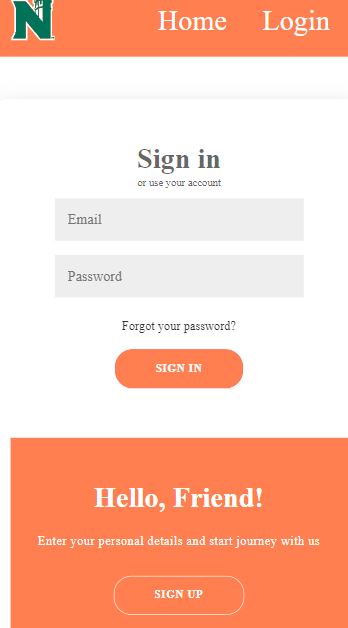 N
Home Login
Sign in
or use your account
Email
Password
Forgot your password?
SIGN IN
Hello, Friend!
Enter your personal details and start journey with us
SIGN UP